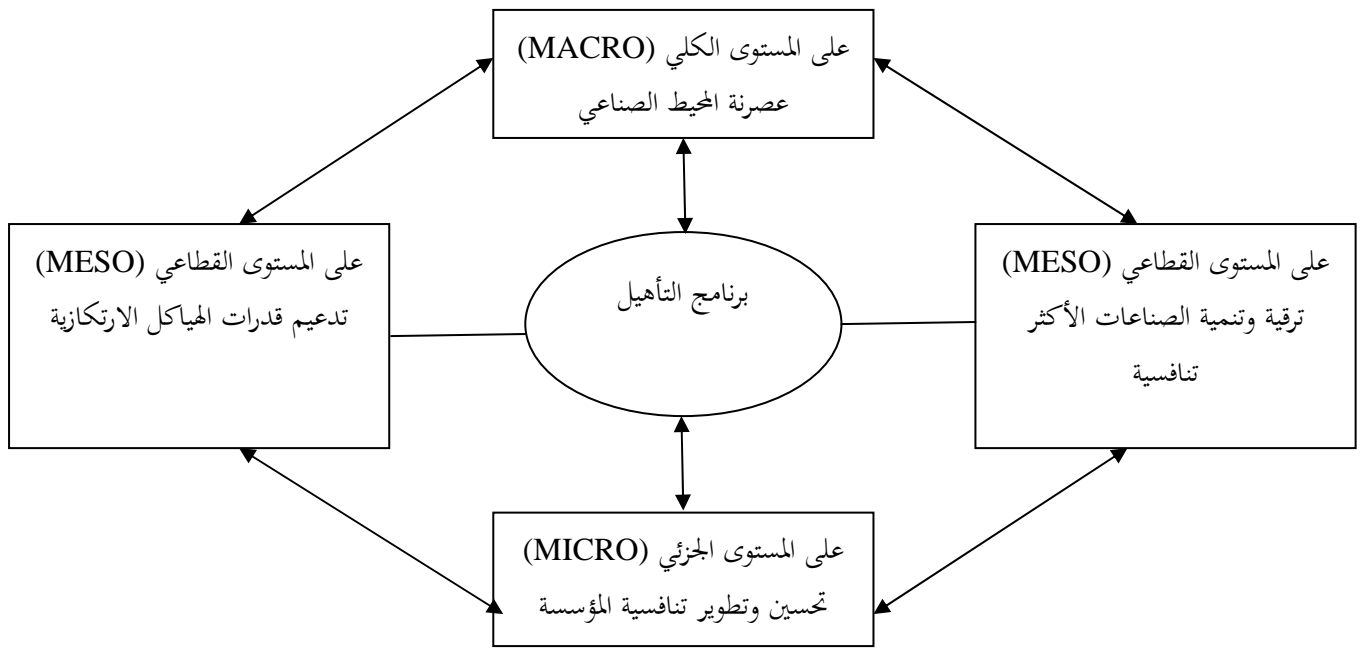 على المستوى الكلي (MACRO)
عصرنة المحيط الصناعي
على المستوى القطاعي (MESO)
ترقية وتنمية الصناعات الأكثر
تنافسية
برنامج التأهيل
على المستوى القطاعي (MESO)
تدعيم قدرات الهياكل الارتكازية
على المستوى الجزئي (MICRO)
تحسين وتطوير تنافسية المؤسسة